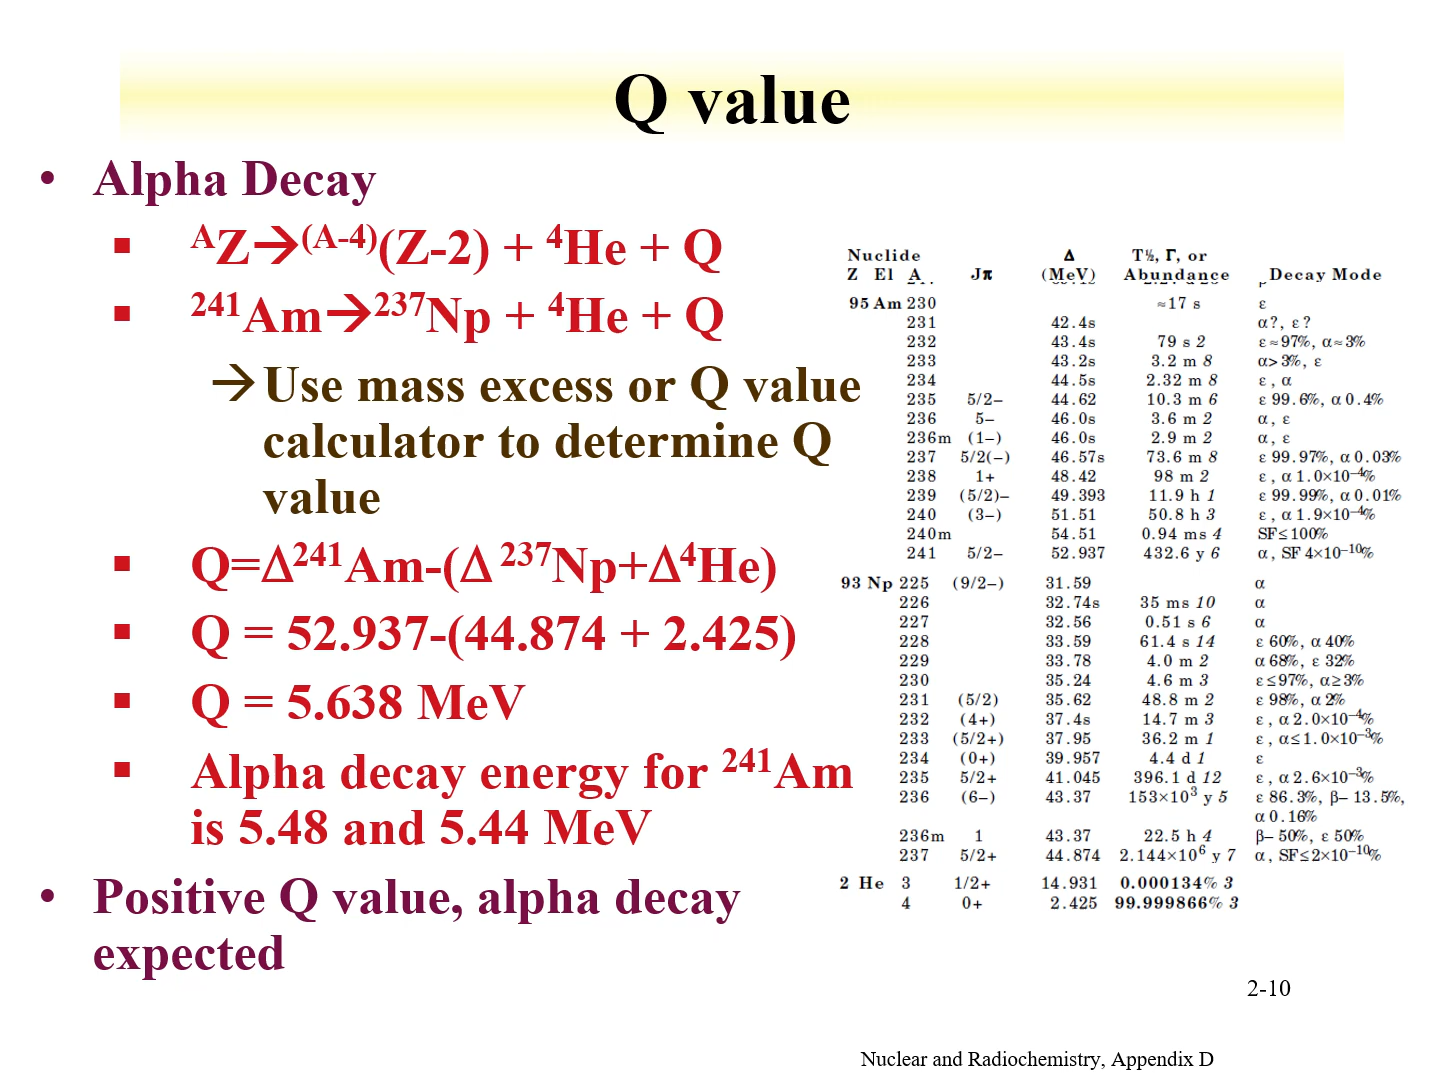 Q value
• Alpha Decay
▪ ᴬZ→⁽ᴬ⁻⁴⁾(Z-2) + ⁴He + Q
▪ ²⁴¹Am→²³⁷Np + ⁴He + Q
→Use mass excess or Q value
calculator to determine Q
value
▪ Q=Δ²⁴¹Am-(Δ ²³⁷Np+Δ⁴He)
▪ Q = 52.937-(44.874 + 2.425)
▪ Q = 5.638 MeV
▪ Alpha decay energy for ²⁴¹Am
is 5.48 and 5.44 MeV
• Positive Q value, alpha decay
expected
Nuclide Δ T½, Γ, or
Z El A Jπ (MeV) Abundance Decay Mode
95 Am 230 ≈17 s ε
231 42.4s α?, ε?
232 43.4s 79 s 2 ε≈97%, α≈3%
233 43.2s 3.2 m 8 α>3%, ε
234 44.5s 2.32 m 8 ε, α
235 5/2− 44.62 10.3 m 6 ε 99.6%, α 0.4%
236 5− 46.0s 3.6 m 2 α, ε
236m (1−) 46.0s 2.9 m 2 α, ε
237 5/2(−) 46.57s 73.6 m 8 ε 99.97%, α 0.03%
238 1+ 48.42 98 m 2 ε, α 1.0×10⁻⁴%
239 (5/2)− 49.393 11.9 h 1 ε 99.99%, α 0.01%
240 (3−) 51.51 50.8 h 3 ε, α 1.9×10⁻⁴%
240m 54.51 0.94 ms 4 SF≤100%
241 5/2− 52.937 432.6 y 6 α, SF 4×10⁻¹⁰%
93 Np 225 (9/2−) 31.59 α
226 32.74s 35 ms 10 α
227 32.56 0.51 s 6 α
228 33.59 61.4 s 14 ε 60%, α 40%
229 33.78 4.0 m 2 α 68%, ε 32%
230 35.24 4.6 m 3 ε≤97%, α≥3%
231 (5/2) 35.62 48.8 m 2 ε 98%, α 2%
232 (4+) 37.4s 14.7 m 3 ε, α 2.0×10⁻⁴%
233 (5/2+) 37.95 36.2 m 1 ε, α≤1.0×10⁻³%
234 (0+) 39.957 4.4 d 1 ε
235 5/2+ 41.045 396.1 d 12 ε, α 2.6×10⁻³%
236 (6−) 43.37 153×10³ y 5 ε 86.3%, β− 13.5%,
α 0.16%
236m 1 43.37 22.5 h 4 β− 50%, ε 50%
237 5/2+ 44.874 2.144×10⁶ y 7 α, SF≤2×10⁻¹⁰%
2 He 3 1/2+ 14.931 0.000134% 3
4 0+ 2.425 99.999866% 3
2-10
Nuclear and Radiochemistry, Appendix D